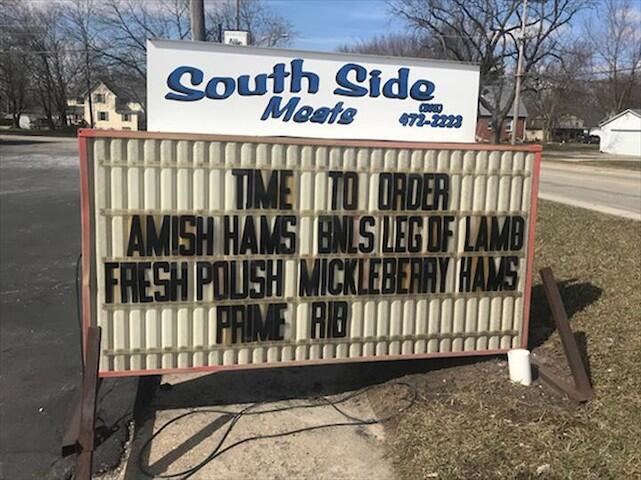 South Side
Meats
472-2223
TIME TO ORDER
AMISH HAMS BNLS LEG OF LAMB
FRESH POLISH MICKLEBERRY HAMS
PRIME RIB